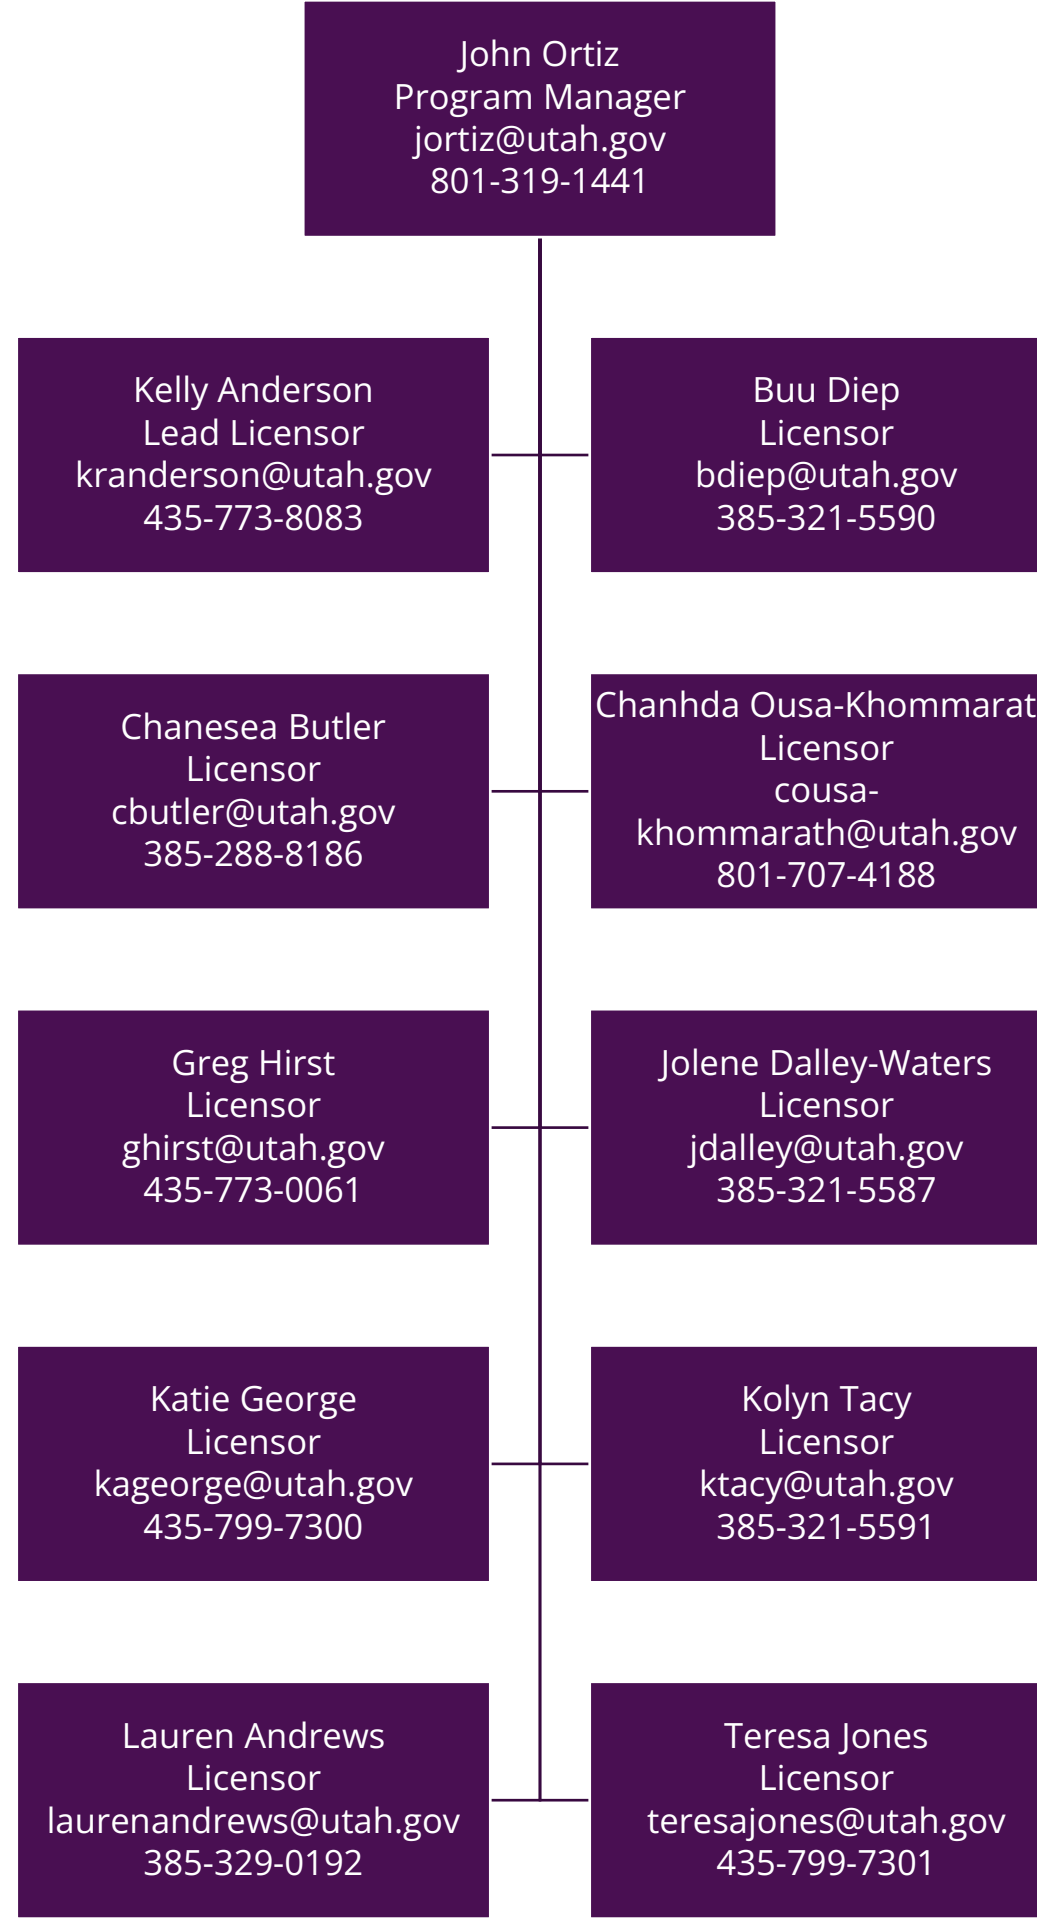 John Ortiz
Program Manager
jortiz@utah.gov
801-319-1441
Kelly Anderson
Lead Licensor
kranderson@utah.gov
435-773-8083
Buu Diep
Licensor
bdiep@utah.gov
385-321-5590
Chanesea Butler
Licensor
cbutler@utah.gov
385-288-8186
Chanhda Ousa-Khommarat
Licensor
cousa-
khommarath@utah.gov
801-707-4188
Greg Hirst
Licensor
ghirst@utah.gov
435-773-0061
Jolene Dalley-Waters
Licensor
jdalley@utah.gov
385-321-5587
Katie George
Licensor
kageorge@utah.gov
435-799-7300
Kolyn Tacy
Licensor
ktacy@utah.gov
385-321-5591
Lauren Andrews
Licensor
laurenandrews@utah.gov
385-329-0192
Teresa Jones
Licensor
teresajones@utah.gov
435-799-7301